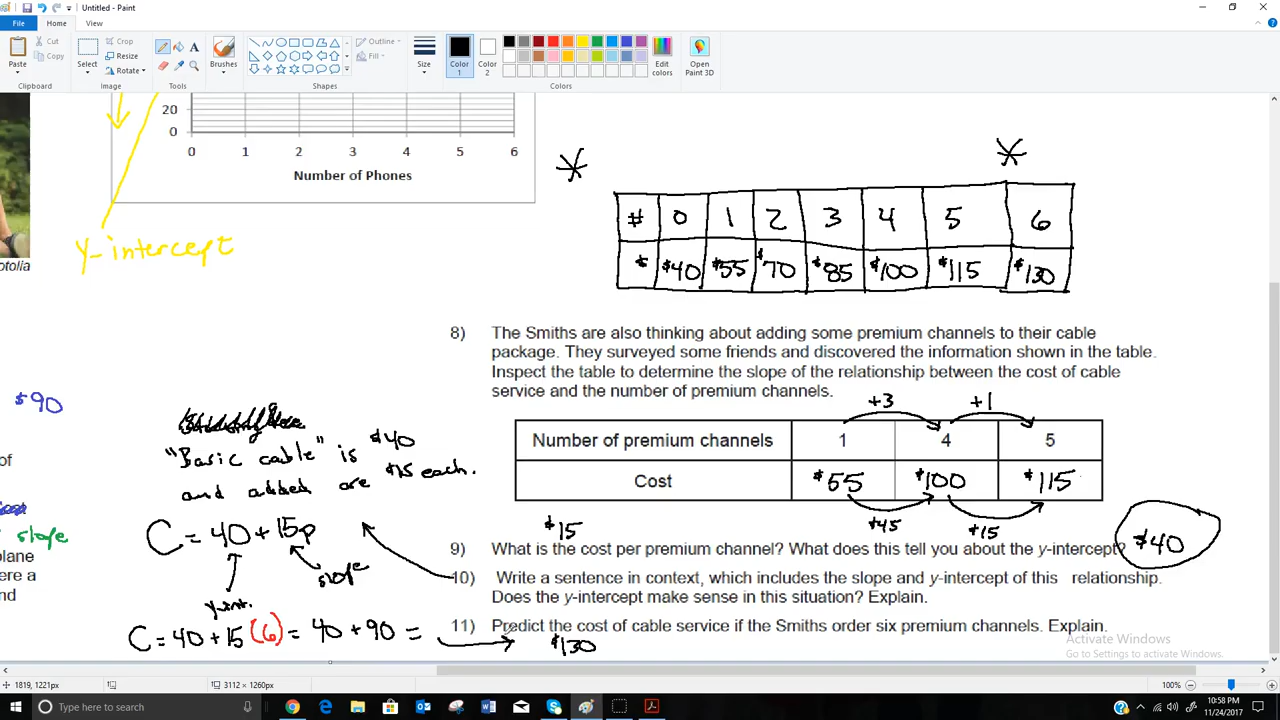 Untitled - Paint
File Home View
Paste
Cut
Copy
Clipboard
Select
Crop
Resize
Rotate
Image
Tools
Brushes
Shapes
Outline
Fill
Size
Color 1
Color 2
Colors
Edit colors
Open Paint 3D
20
0
0 1 2 3 4 5 6
Number of Phones
y-intercept
otolia
# 0 1 2 3 4 5 6
$ $40 $55 $70 $85 $100 $115 $130
8) The Smiths are also thinking about adding some premium channels to their cable
package. They surveyed some friends and discovered the information shown in the table.
Inspect the table to determine the slope of the relationship between the cost of cable
service and the number of premium channels.
+3 +1
Number of premium channels 1 4 5
Cost $55 $100 $115
$45 $15
$90
of
slope
plane
ere a
nd
"Basic cable" is $40
and added are $15 each.
C = 40 + 15p
slope
y-int.
C = 40 + 15 (6) = 40 + 90 =
$15
9) What is the cost per premium channel? What does this tell you about the y-intercept?
$40
10) Write a sentence in context, which includes the slope and y-intercept of this relationship.
Does the y-intercept make sense in this situation? Explain.
11) Predict the cost of cable service if the Smiths order six premium channels. Explain.
$130
Activate Windows
Go to Settings to activate Windows.
1819, 1221px
3112 × 1260px
100%
Type here to search
10:58 PM
11/24/2017